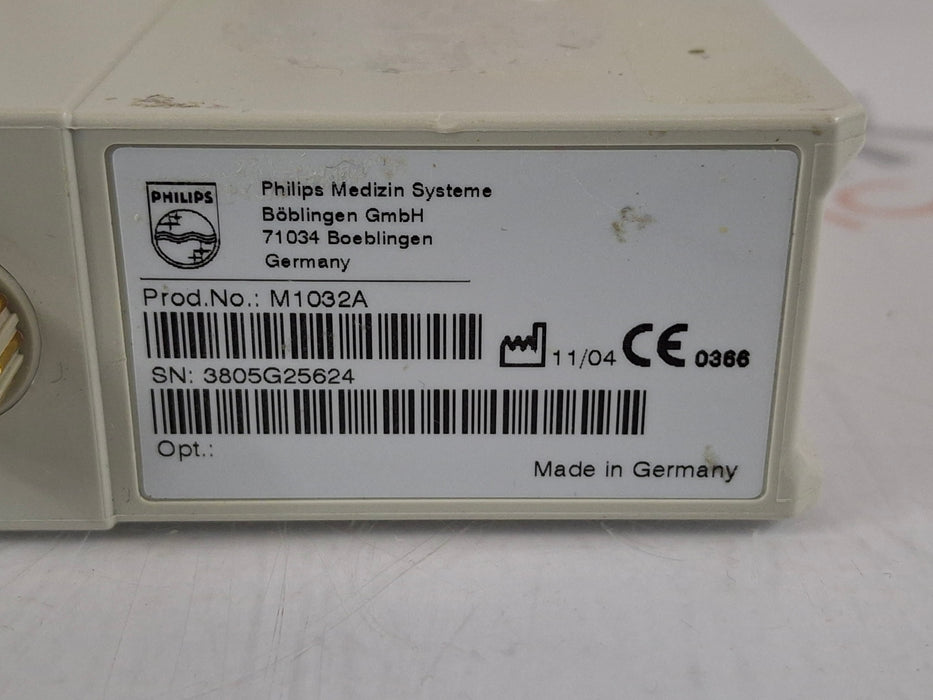 PHILIPS
Philips Medizin Systeme
Böblingen GmbH
71034 Boeblingen
Germany
Prod.No.: M1032A
11/04 CE 0366
SN: 3805G25624
Opt.:
Made in Germany